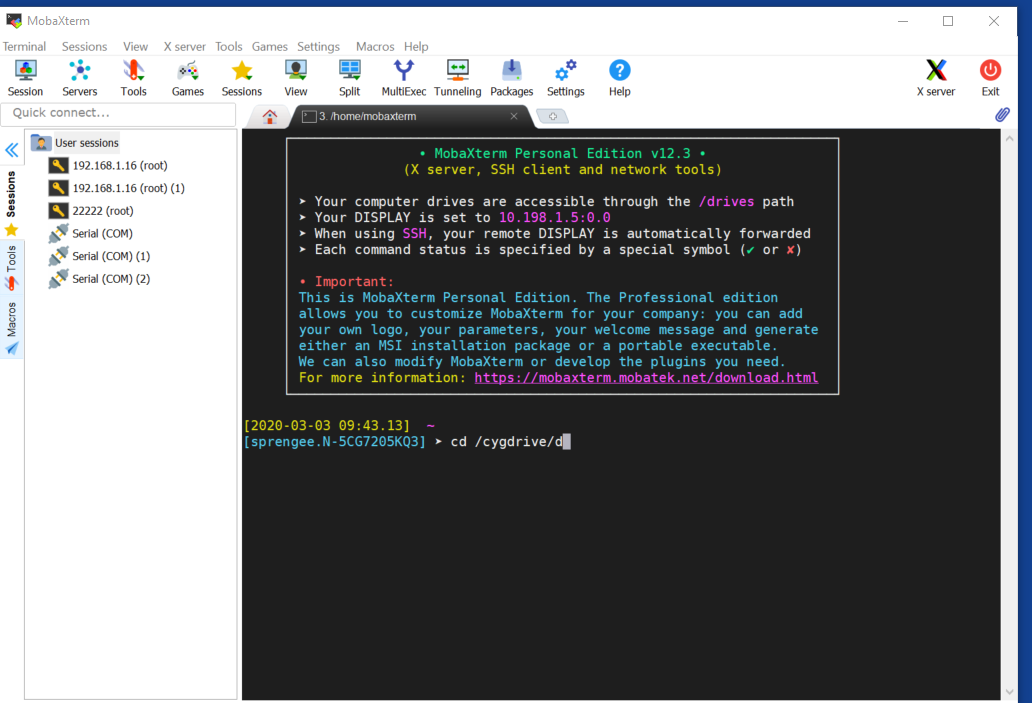 MobaXterm
Terminal Sessions View X server Tools Games Settings Macros Help
Session Servers Tools Games Sessions View Split MultiExec Tunneling Packages Settings Help X server Exit
Quick connect...
3. /home/mobaxterm
Sessions
Tools
Macros
User sessions
192.168.1.16 (root)
192.168.1.16 (root) (1)
22222 (root)
Serial (COM)
Serial (COM) (1)
Serial (COM) (2)
• MobaXterm Personal Edition v12.3 •
(X server, SSH client and network tools)
➤ Your computer drives are accessible through the /drives path
➤ Your DISPLAY is set to 10.198.1.5:0.0
➤ When using SSH, your remote DISPLAY is automatically forwarded
➤ Each command status is specified by a special symbol (✔ or ✘)
• Important:
This is MobaXterm Personal Edition. The Professional edition
allows you to customize MobaXterm for your company: you can add
your own logo, your parameters, your welcome message and generate
either an MSI installation package or a portable executable.
We can also modify MobaXterm or develop the plugins you need.
For more information: https://mobaxterm.mobatek.net/download.html
[2020-03-03 09:43.13] ~
[sprengee.N-5CG7205KQ3] ➤ cd /cygdrive/d